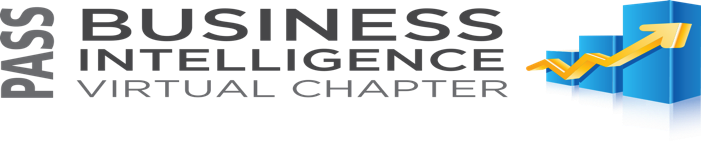 PASS
BUSINESS
INTELLIGENCE
VIRTUAL CHAPTER